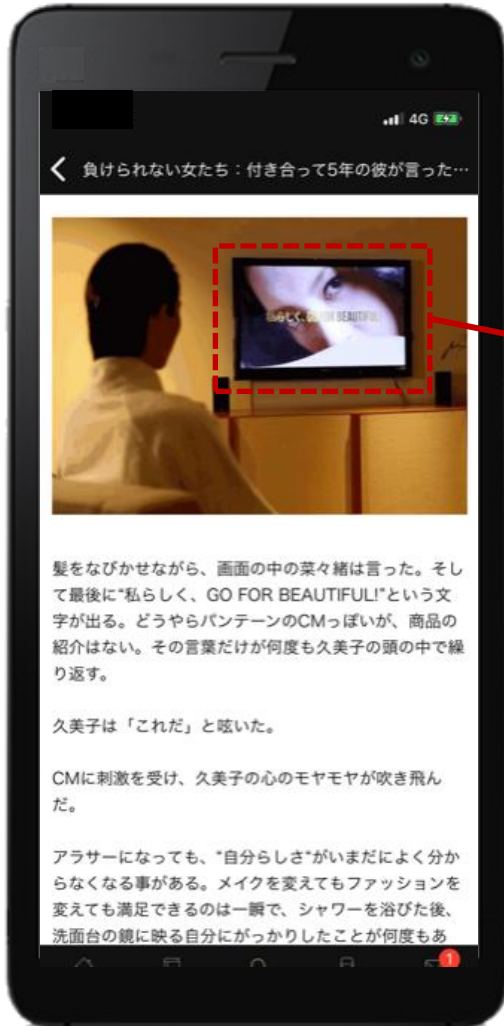 4G
負けられない女たち：付き合って5年の彼が言った…
私らしく、GO FOR BEAUTIFUL!
髪をなびかせながら、画面の中の菜々緒は言った。そし
て最後に“私らしく、GO FOR BEAUTIFUL!”という文
字が出る。どうやらパンテーンのCMっぽいが、商品の
紹介はない。その言葉だけが何度も久美子の頭の中で繰
り返す。
久美子は「これだ」と呟いた。
CMに刺激を受け、久美子の心のモヤモヤが吹き飛ん
だ。
アラサーになっても、“自分らしさ”がいまだによく分か
らなくなる事がある。メイクを変えてもファッションを
変えても満足できるのは一瞬で、シャワーを浴びた後、
洗面台の鏡に映る自分にがっかりしたことが何度もあ
1